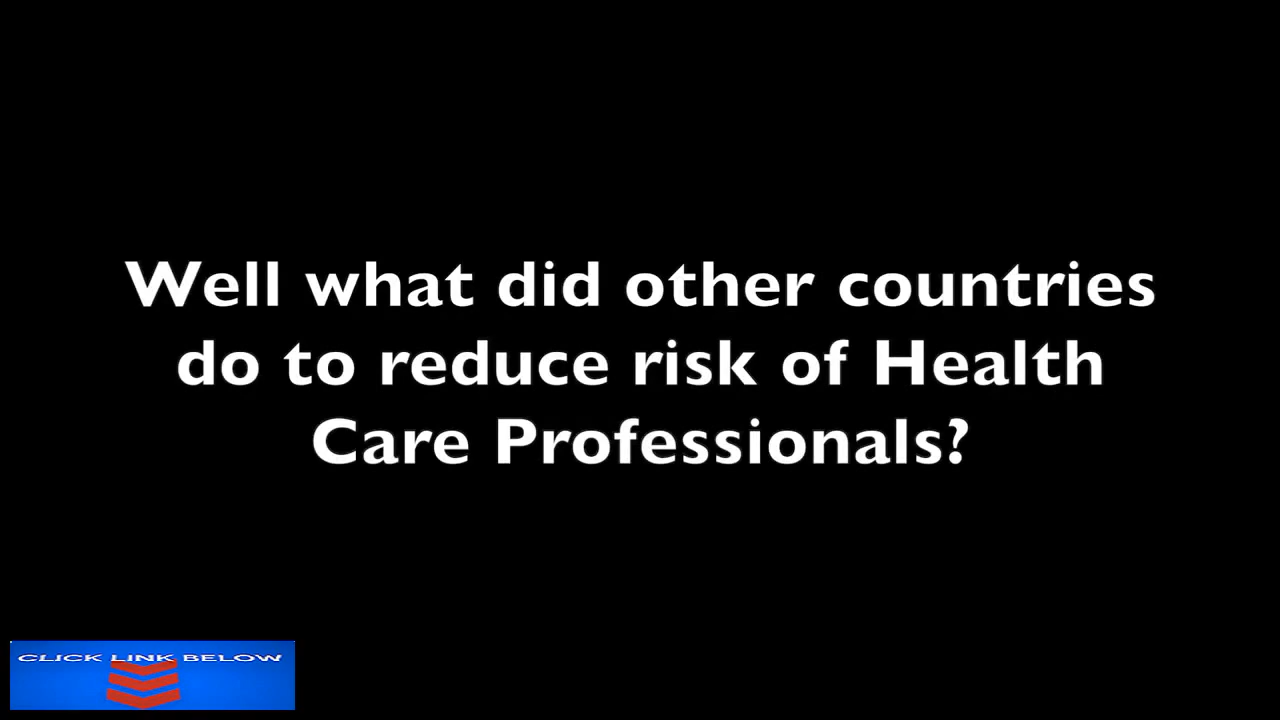 Well what did other countries
do to reduce risk of Health
Care Professionals?
CLICK LINK BELOW